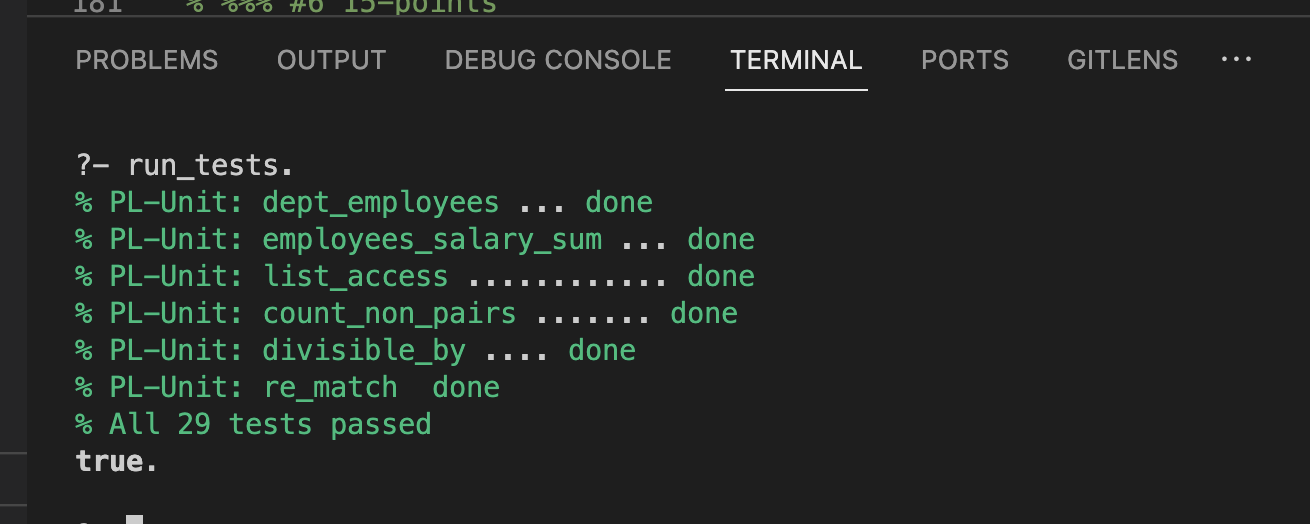 181 % %%% #6 15-points
PROBLEMS OUTPUT DEBUG CONSOLE TERMINAL PORTS GITLENS ...
?- run_tests.
% PL-Unit: dept_employees ... done
% PL-Unit: employees_salary_sum ... done
% PL-Unit: list_access ............ done
% PL-Unit: count_non_pairs ....... done
% PL-Unit: divisible_by .... done
% PL-Unit: re_match  done
% All 29 tests passed
true.